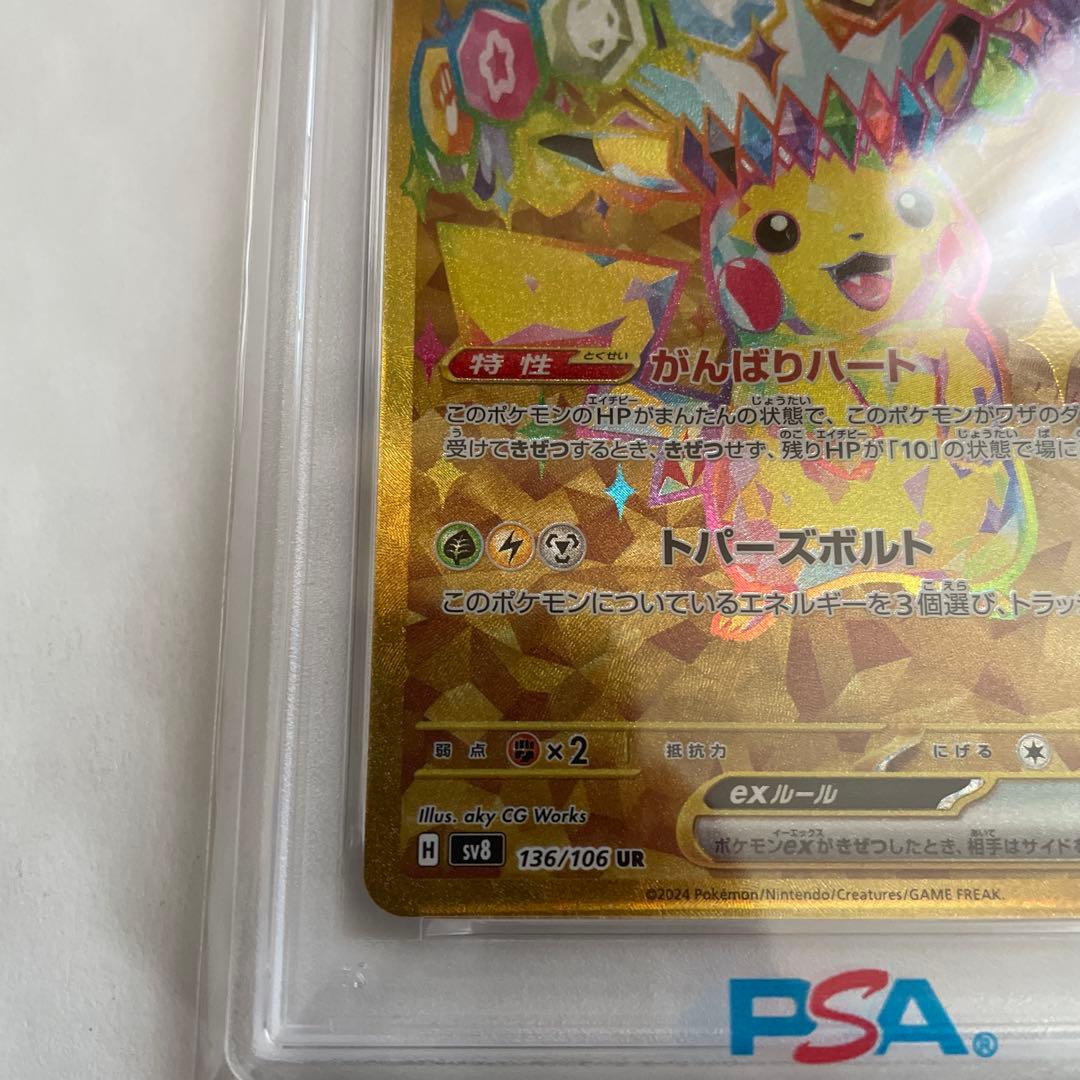 特性 とくせい がんばりハート
エイチピー じょうたい
このポケモンのHPがまんたんの状態で、このポケモンがワザのダ
う のこ エイチピー じょうたい ば
受けてきぜつするとき、きぜつせず、残りHPが「10」の状態で場に
トパーズボルト
こ えら
このポケモンについているエネルギーを3個選び、トラッ
弱点 ×2 抵抗力 にげる
exルール
Illus. aky CG Works
イーエックス あいて
ポケモンexがきぜつしたとき、相手はサイドを
H sv8 136/106 UR
©2024 Pokémon/Nintendo/Creatures/GAME FREAK.
PSA®